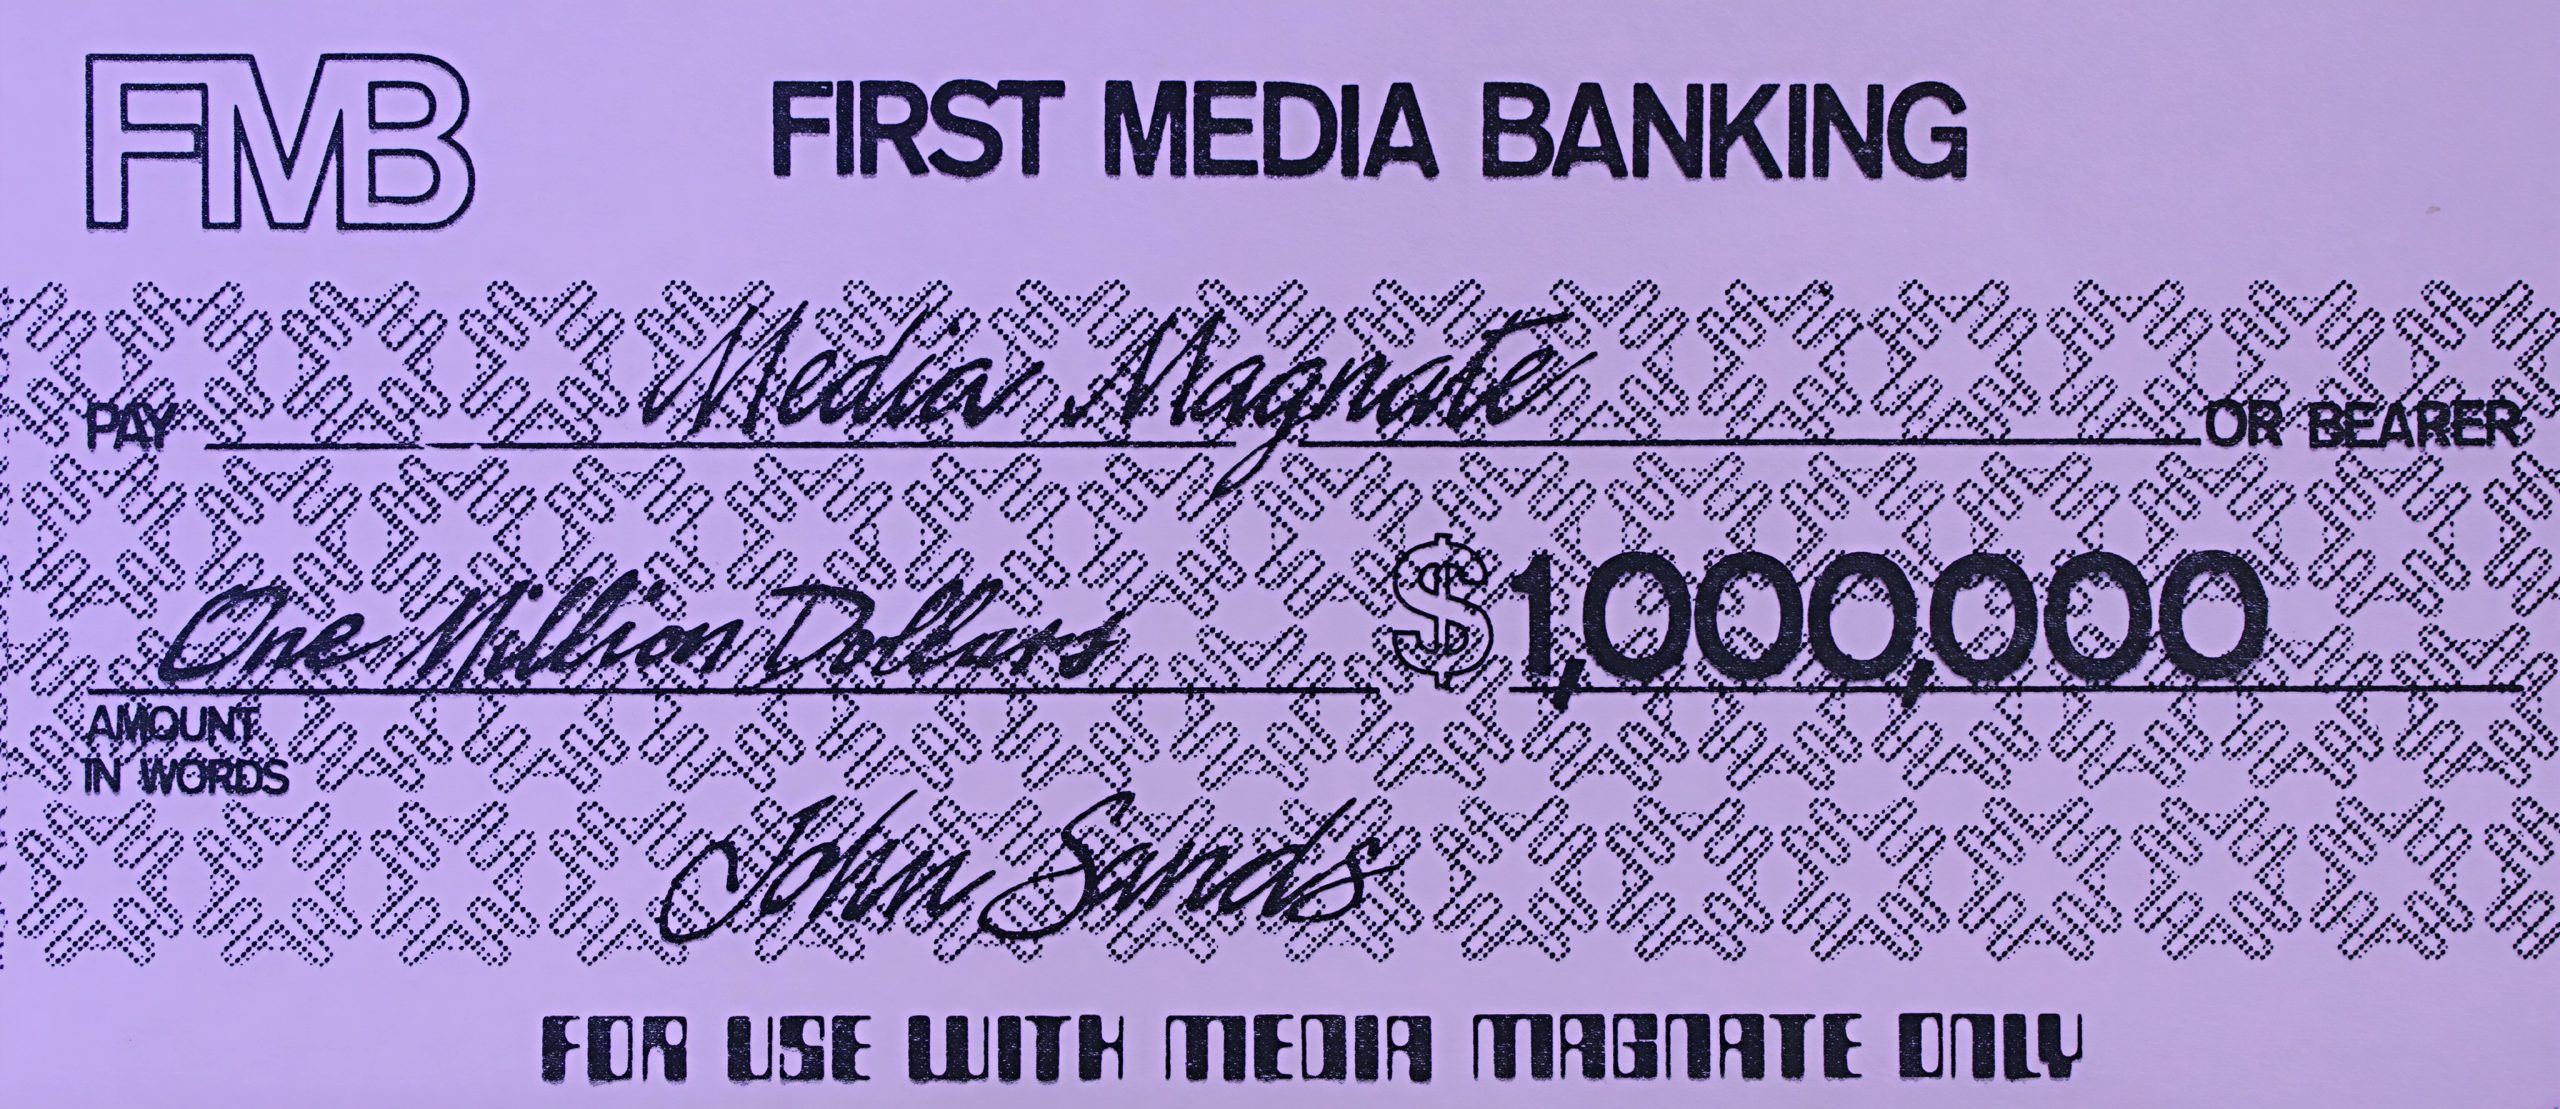 FMB FIRST MEDIA BANKING
Media Magnate
PAY OR BEARER
One Million Dollars $1,000,000
AMOUNT
IN WORDS
John Sands
FOR USE WITH MEDIA MAGNATE ONLY